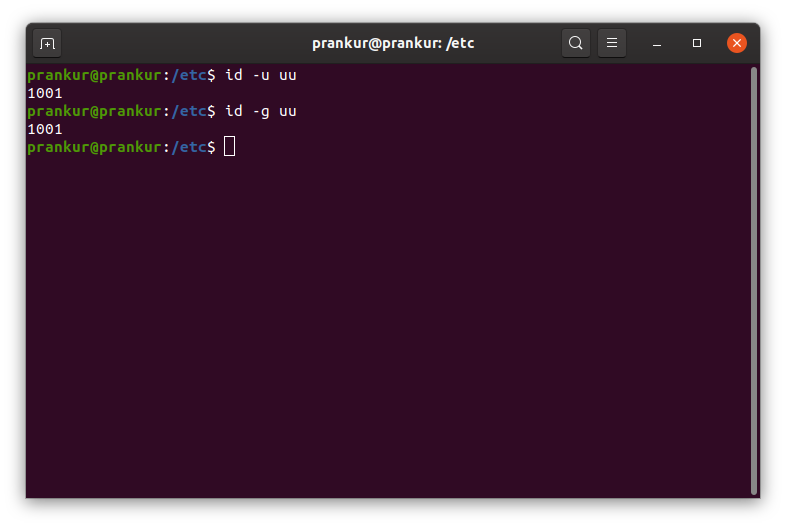 prankur@prankur: /etc
prankur@prankur:/etc$ id -u uu
1001
prankur@prankur:/etc$ id -g uu
1001
prankur@prankur:/etc$